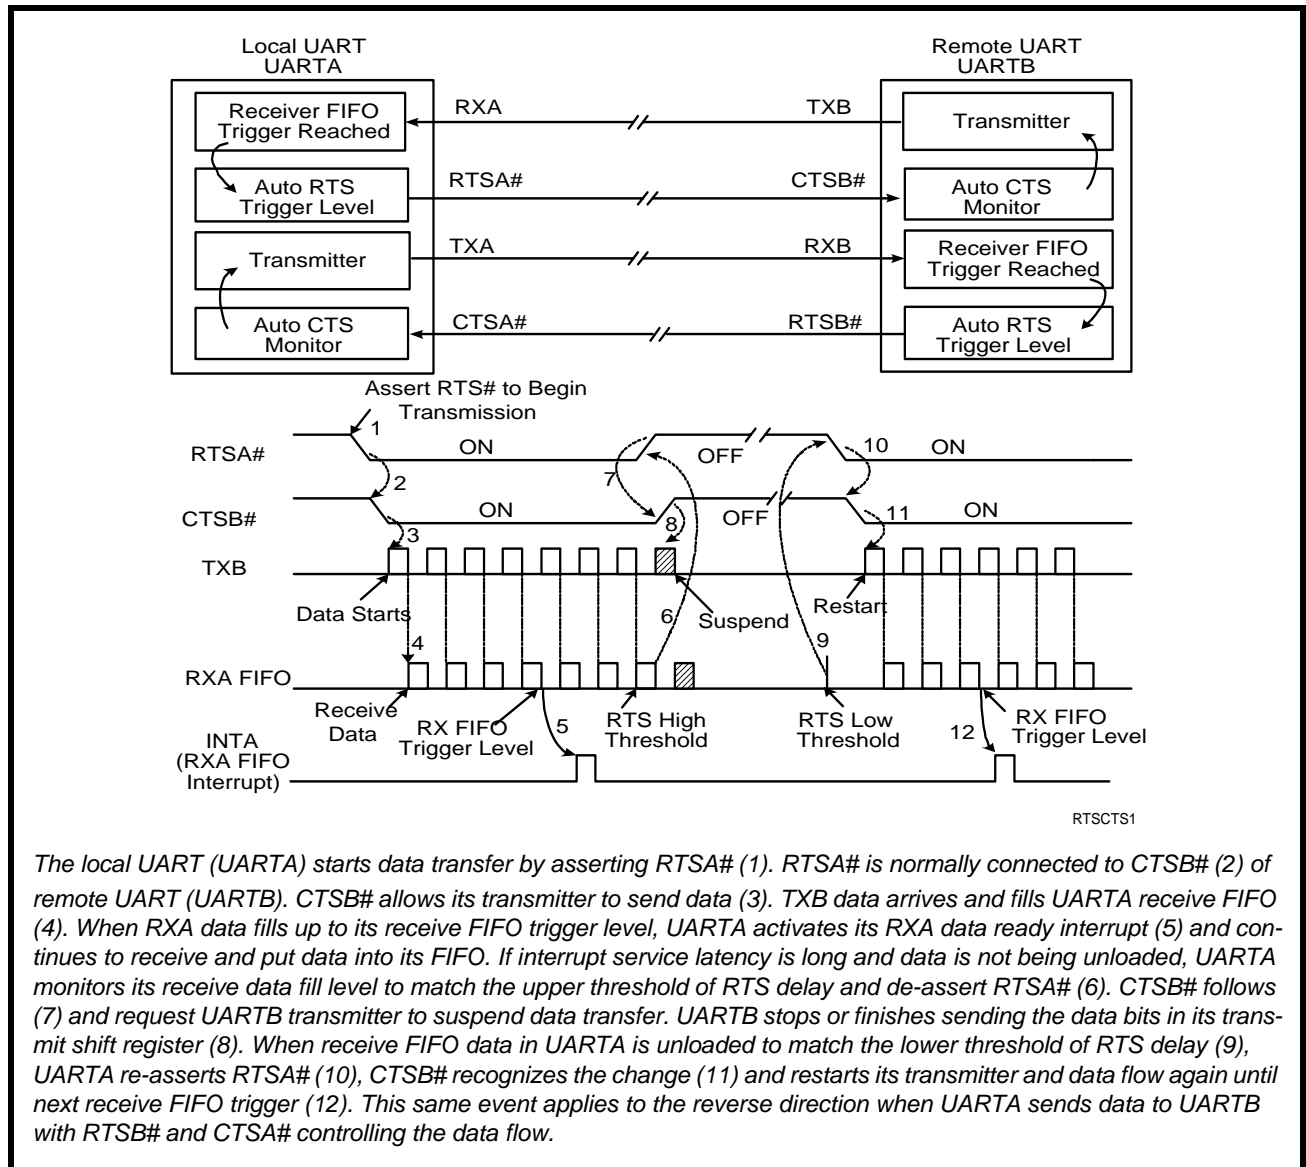 Local UART
UARTA
Remote UART
UARTB
Receiver FIFO
Trigger Reached
RXA
TXB
Transmitter
Auto RTS
Trigger Level
RTSA#
CTSB#
Auto CTS
Monitor
Transmitter
TXA
RXB
Receiver FIFO
Trigger Reached
Auto CTS
Monitor
CTSA#
RTSB#
Auto RTS
Trigger Level
Assert RTS# to Begin
Transmission
1
RTSA#
ON
OFF
10
ON
2
7
CTSB#
ON
8
OFF
11
ON
3
TXB
Data Starts
6
Suspend
Restart
4
9
RXA FIFO
Receive
Data
RX FIFO
Trigger Level
5
RTS High
Threshold
RTS Low
Threshold
12
RX FIFO
Trigger Level
INTA
(RXA FIFO
Interrupt)
RTSCTS1
The local UART (UARTA) starts data transfer by asserting RTSA# (1). RTSA# is normally connected to CTSB# (2) of
remote UART (UARTB). CTSB# allows its transmitter to send data (3). TXB data arrives and fills UARTA receive FIFO
(4). When RXA data fills up to its receive FIFO trigger level, UARTA activates its RXA data ready interrupt (5) and con-
tinues to receive and put data into its FIFO. If interrupt service latency is long and data is not being unloaded, UARTA
monitors its receive data fill level to match the upper threshold of RTS delay and de-assert RTSA# (6). CTSB# follows
(7) and request UARTB transmitter to suspend data transfer. UARTB stops or finishes sending the data bits in its trans-
mit shift register (8). When receive FIFO data in UARTA is unloaded to match the lower threshold of RTS delay (9),
UARTA re-asserts RTSA# (10), CTSB# recognizes the change (11) and restarts its transmitter and data flow again until
next receive FIFO trigger (12). This same event applies to the reverse direction when UARTA sends data to UARTB
with RTSB# and CTSA# controlling the data flow.